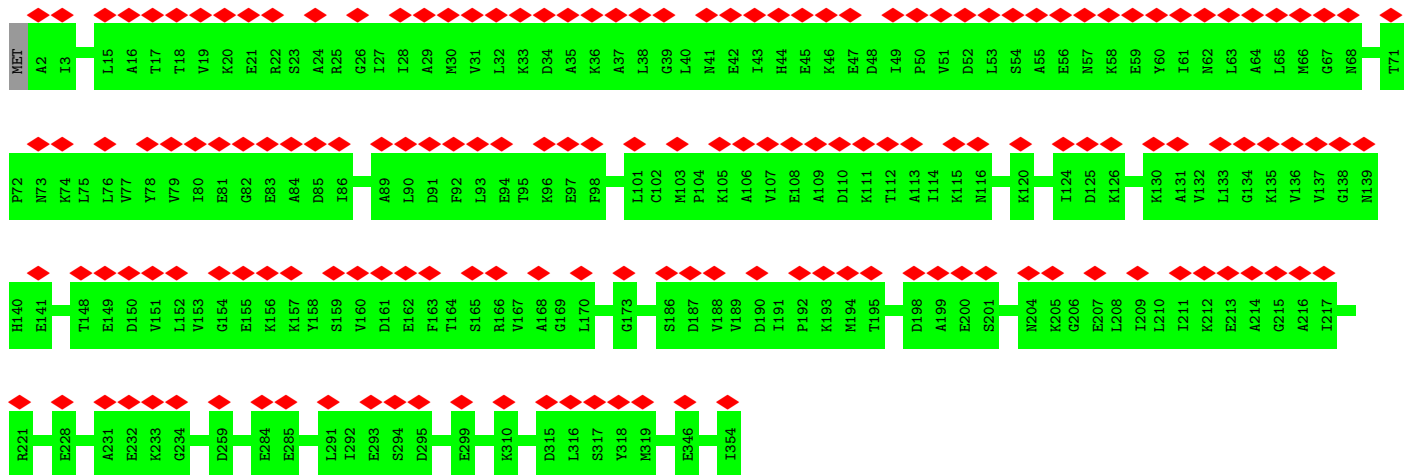 MET A2 I3 L15 A16 T17 T18 V19 K20 E21 R22 S23 A24 R25 G26 I27 I28 A29 M30 V31 L32 K33 D34 A35 K36 A37 L38 G39 L40 N41 E42 I43 H44 E45 K46 E47 D48 I49 P50 V51 D52 L53 S54 A55 E56 N57 K58 E59 Y60 I61 N62 L63 A64 L65 M66 G67 N68 T71
P72 N73 K74 L75 L76 V77 Y78 V79 I80 E81 G82 E83 A84 D85 I86 A89 L90 D91 F92 L93 E94 T95 K96 E97 F98 L101 C102 M103 P104 K105 A106 V107 E108 A109 D110 K111 T112 A113 I114 K115 N116 K120 I124 D125 K126 K130 A131 V132 L133 G134 K135 V136 V137 G138 N139
H140 E141 T148 E149 D150 V151 L152 V153 G154 E155 K156 K157 Y158 S159 V160 D161 E162 F163 T164 S165 R166 V167 A168 G169 L170 G173 S186 D187 V188 V189 D190 I191 P192 K193 M194 T195 D198 A199 E200 S201 N204 K205 G206 E207 L208 I209 L210 I211 K212 E213 A214 G215 A216 I217
R221 E228 A231 E232 K233 G234 D259 E284 E285 L291 I292 E293 S294 D295 E299 K310 D315 L316 S317 Y318 M319 E346 I354